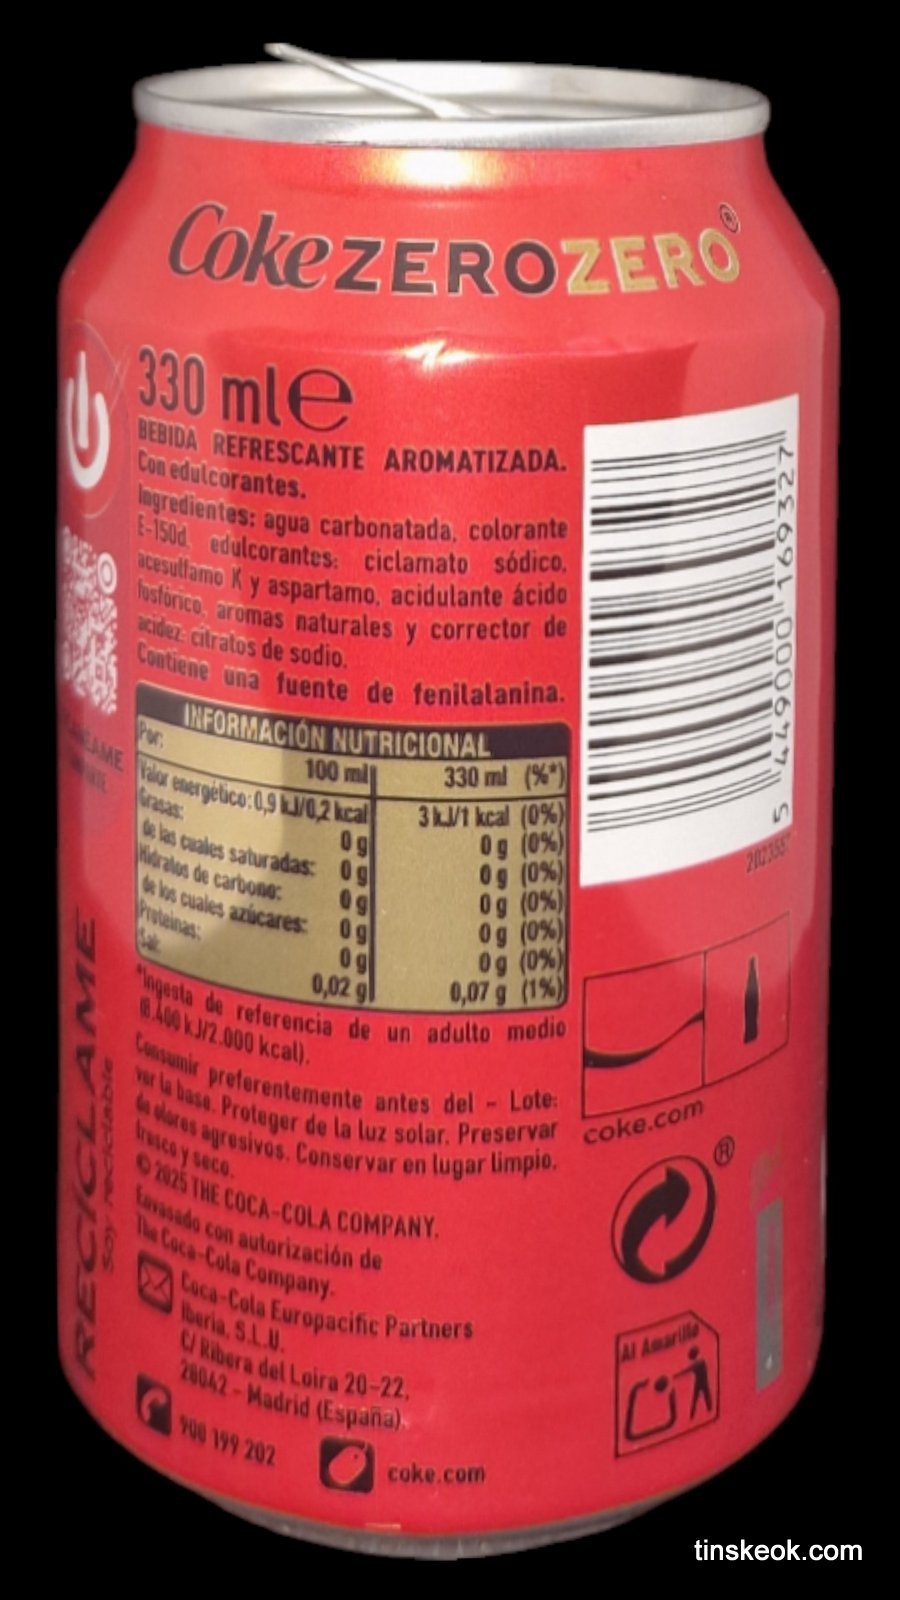 Coke ZEROZERO®
330 ml e
BEBIDA REFRESCANTE AROMATIZADA.
Con edulcorantes.
Ingredientes: agua carbonatada, colorante
E-150d, edulcorantes: ciclamato sódico,
acesulfamo K y aspartamo, acidulante ácido
fosfórico, aromas naturales y corrector de
acidez citratos de sodio.
Contiene una fuente de fenilalanina.
INFORMACIÓN NUTRICIONAL
Por: 100 ml 330 ml (%*)
Valor energético: 0,9 kJ/0,2 kcal 3 kJ/1 kcal (0%)
Grasas: 0 g 0 g (0%)
de las cuales saturadas: 0 g 0 g (0%)
Hidratos de carbono: 0 g 0 g (0%)
de los cuales azúcares: 0 g 0 g (0%)
Proteínas: 0 g 0 g (0%)
Sal: 0,02 g 0,07 g (1%)
*Ingesta de referencia de un adulto medio
(8.400 kJ/2.000 kcal).
Consumir preferentemente antes del - Lote:
ver la base. Proteger de la luz solar. Preservar
de olores agresivos. Conservar en lugar limpio,
fresco y seco.
© 2025 THE COCA-COLA COMPANY.
Envasado con autorización de
The Coca-Cola Company.
Coca-Cola Europacific Partners
Iberia, S.L.U.
C/ Ribera del Loira 20-22,
28042 - Madrid (España).
900 199 202
coke.com
RECÍCLAME
Soy reciclable
5 449000 169327
coke.com
®
Al Amarillo
tinskeok.com